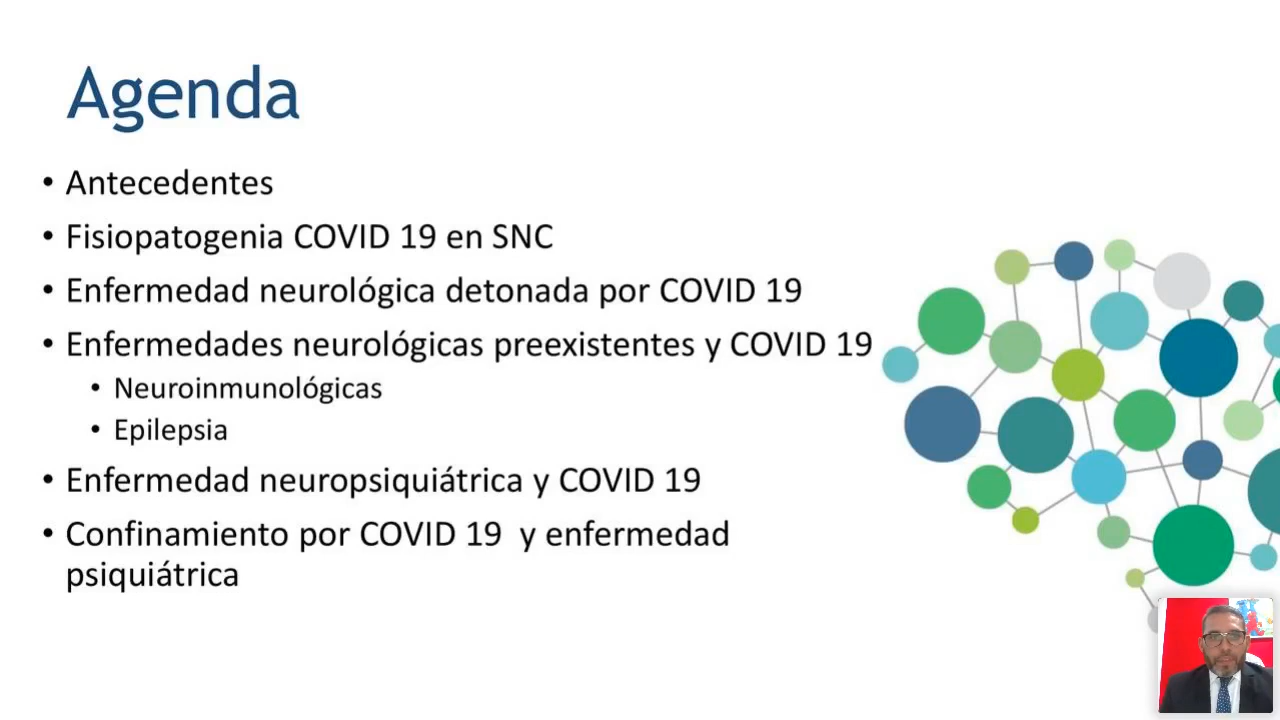 Agenda
• Antecedentes
• Fisiopatogenia COVID 19 en SNC
• Enfermedad neurológica detonada por COVID 19
• Enfermedades neurológicas preexistentes y COVID 19
• Neuroinmunológicas
• Epilepsia
• Enfermedad neuropsiquiátrica y COVID 19
• Confinamiento por COVID 19  y enfermedad
psiquiátrica